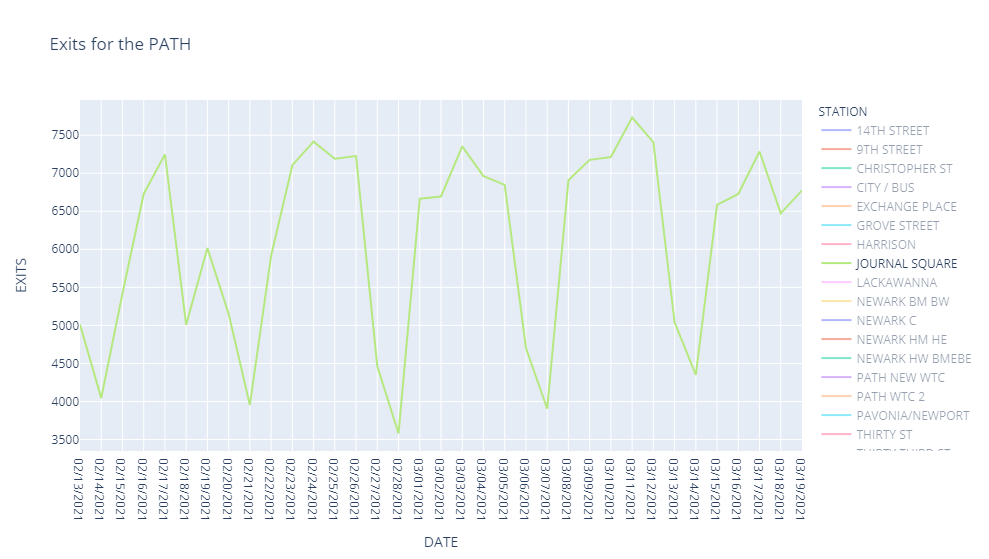 Exits for the PATH
7500
7000
6500
6000
5500
5000
4500
4000
3500
EXITS
02/13/2021
02/14/2021
02/15/2021
02/16/2021
02/17/2021
02/18/2021
02/19/2021
02/20/2021
02/21/2021
02/22/2021
02/23/2021
02/24/2021
02/25/2021
02/26/2021
02/27/2021
02/28/2021
03/01/2021
03/02/2021
03/03/2021
03/04/2021
03/05/2021
03/06/2021
03/07/2021
03/08/2021
03/09/2021
03/10/2021
03/11/2021
03/12/2021
03/13/2021
03/14/2021
03/15/2021
03/16/2021
03/17/2021
03/18/2021
03/19/2021
DATE
STATION
14TH STREET
9TH STREET
CHRISTOPHER ST
CITY / BUS
EXCHANGE PLACE
GROVE STREET
HARRISON
JOURNAL SQUARE
LACKAWANNA
NEWARK BM BW
NEWARK C
NEWARK HM HE
NEWARK HW BMEBE
PATH NEW WTC
PATH WTC 2
PAVONIA/NEWPORT
THIRTY ST